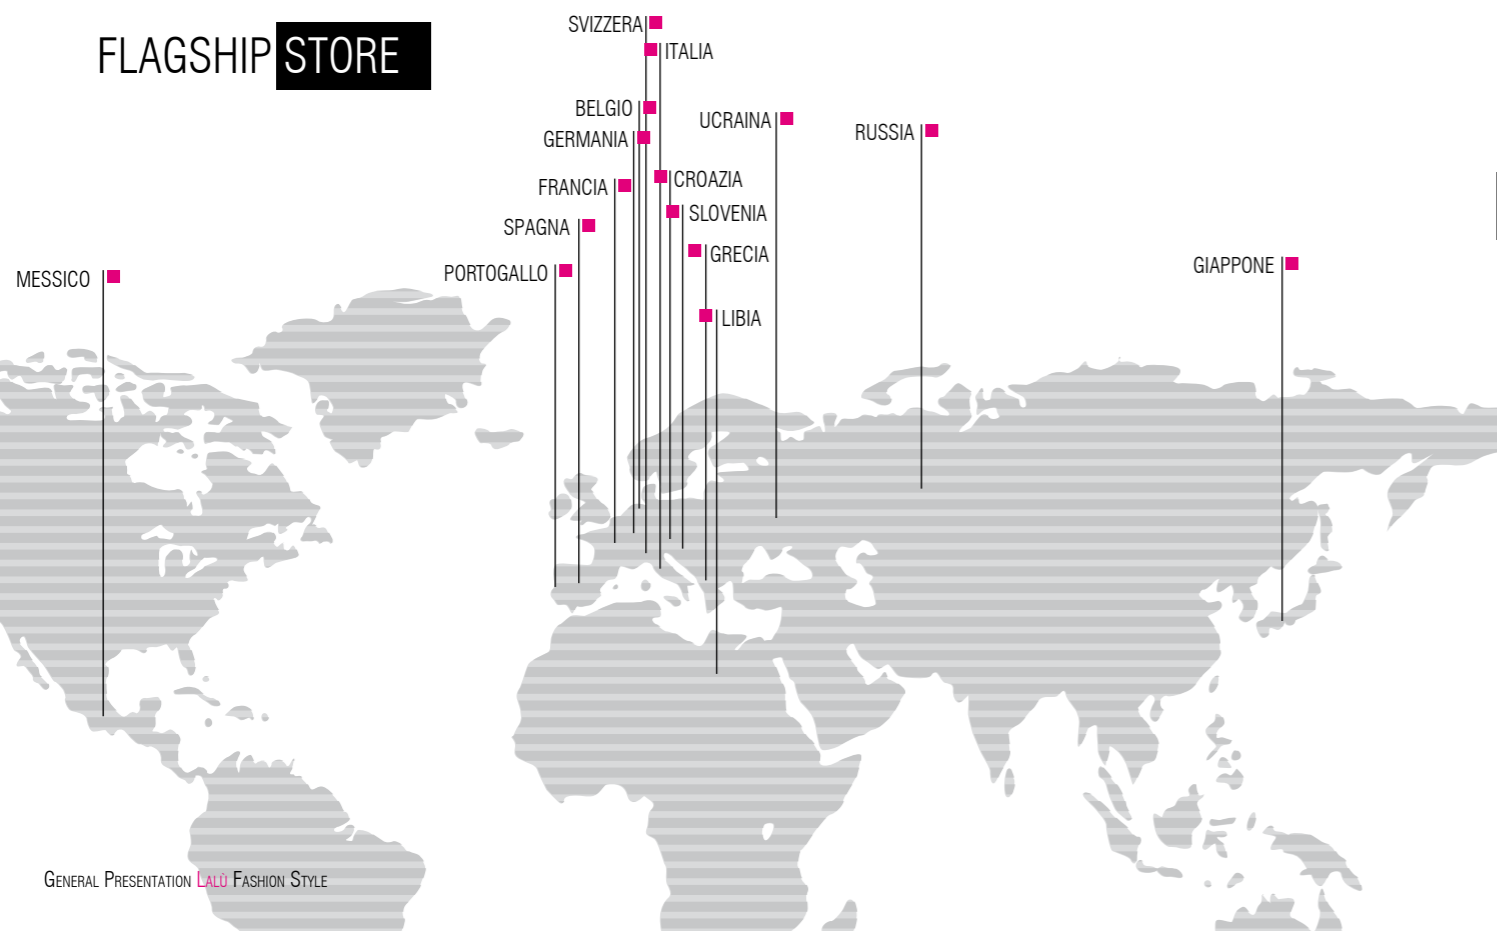 FLAGSHIP STORE
SVIZZERA
ITALIA
BELGIO
UCRAINA
RUSSIA
GERMANIA
FRANCIA
CROAZIA
SLOVENIA
SPAGNA
GRECIA
PORTOGALLO
MESSICO
GIAPPONE
LIBIA
GENERAL PRESENTATION LALÙ FASHION STYLE